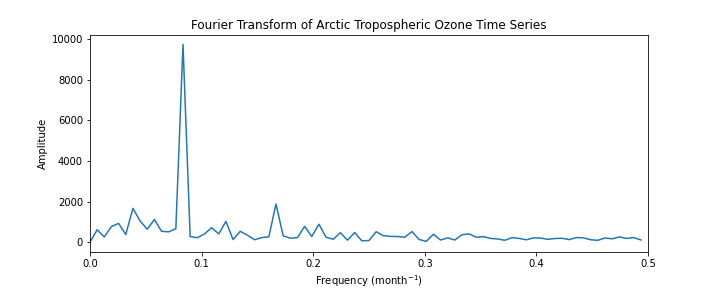 Fourier Transform of Arctic Tropospheric Ozone Time Series
10000
8000
6000
4000
2000
0
Amplitude
0.0 0.1 0.2 0.3 0.4 0.5
Frequency (month⁻¹)